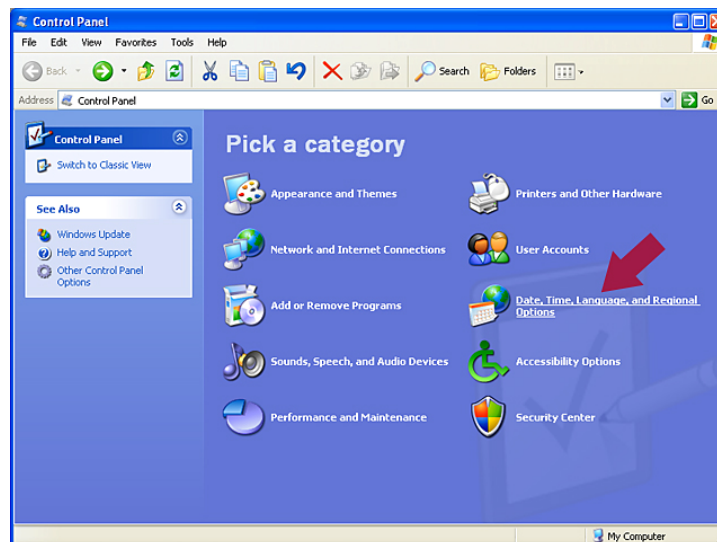 Control Panel
File Edit View Favorites Tools Help
Back Search Folders
Address Control Panel Go
Control Panel
Switch to Classic View
See Also
Windows Update
Help and Support
Other Control Panel
Options
Pick a category
Appearance and Themes
Printers and Other Hardware
Network and Internet Connections
User Accounts
Add or Remove Programs
Date, Time, Language, and Regional
Options
Sounds, Speech, and Audio Devices
Accessibility Options
Performance and Maintenance
Security Center
My Computer